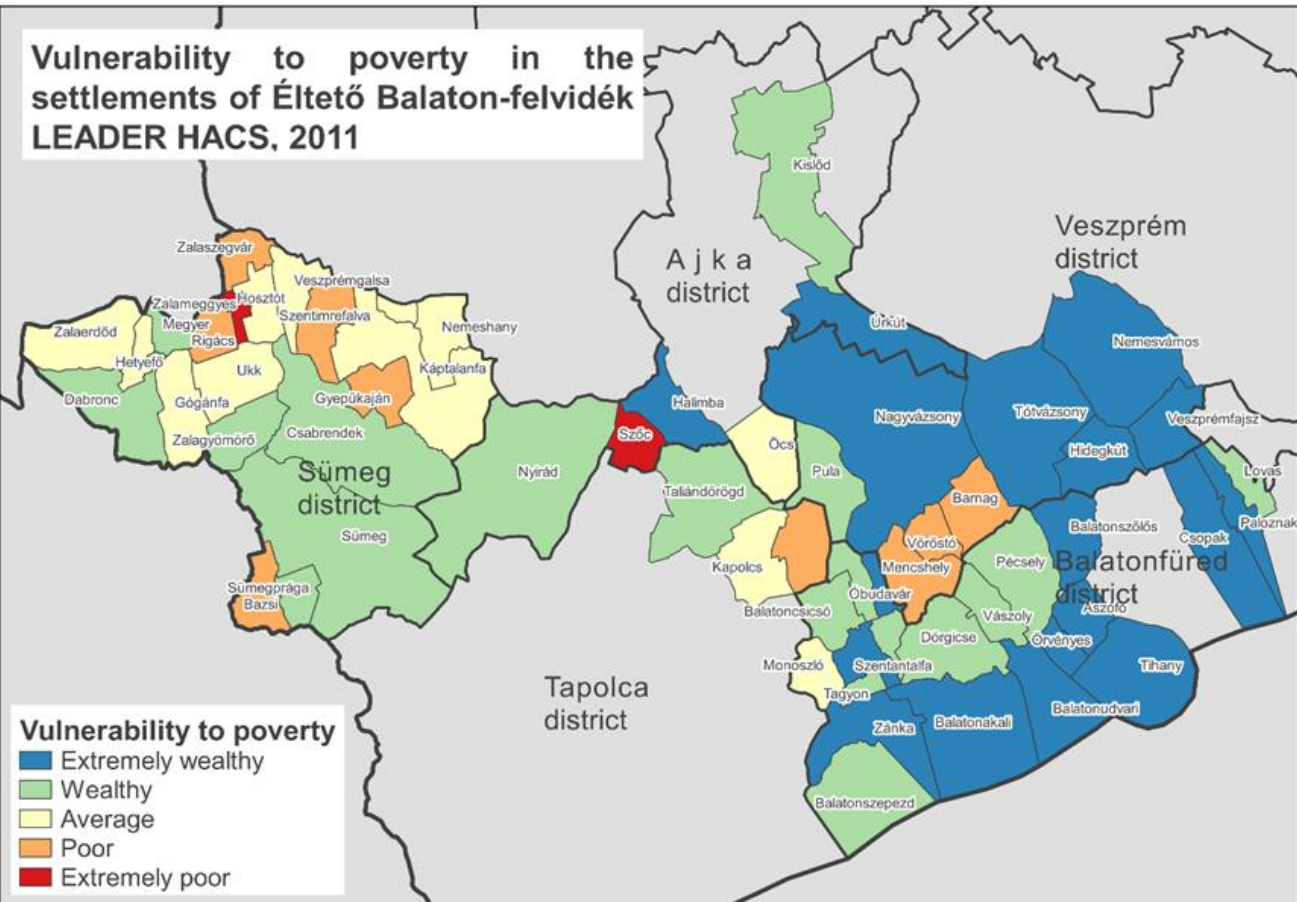 Vulnerability to poverty in the
settlements of Éltető Balaton-felvidék
LEADER HACS, 2011
Kislőd
Veszprém
district
Ajka
district
Zalaszegvár
Veszprémgalsa
Zalameggyes
Hosztót
Megyer
Szentimrefalva
Nemeshany
Zalaerdőd
Rigács
Hetyefő
Ukk
Káptalanfa
Dabronc
Gógánfa
Gyepűkaján
Zalagyömörő
Csabrendek
Sümeg
district
Nyirád
Sümeg
Sümegprága
Bazsi
Úrkút
Nemesvámos
Halimba
Nagyvázsony
Tótvázsony
Veszprémfajsz
Szőc
Öcs
Hidegkút
Pula
Lovas
Taliándörögd
Barnag
Balatonszőlős
Csopak
Paloznak
Vöröstó
Kapolcs
Mencshely
Pécsely
Balatonfüred
district
Óbudavár
Balatoncsicsó
Vászoly
Aszófő
Dörgicse
Örvényes
Monoszló
Szentantalfa
Tihany
Tagyon
Balatonudvari
Zánka
Balatonakali
Balatonszepezd
Tapolca
district
Vulnerability to poverty
Extremely wealthy
Wealthy
Average
Poor
Extremely poor